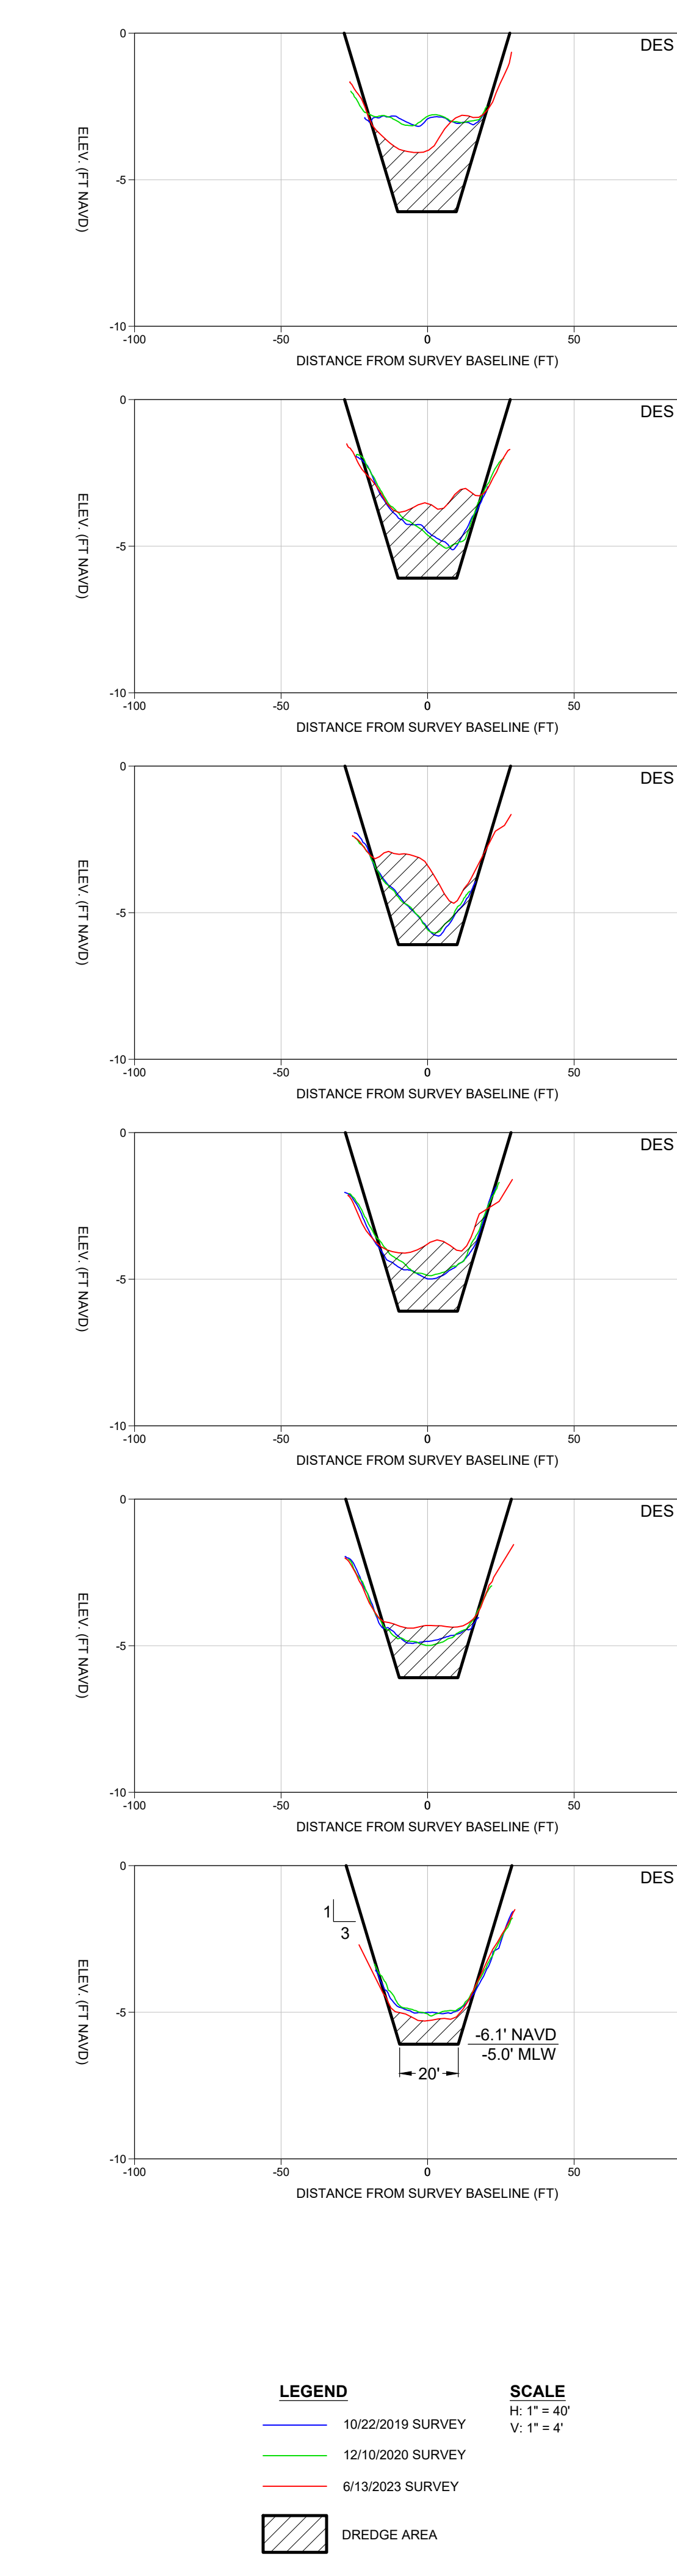 0
DES
ELEV. (FT NAVD)
-5
-10
-100
-50
0
50
DISTANCE FROM SURVEY BASELINE (FT)
0
DES
ELEV. (FT NAVD)
-5
-10
-100
-50
0
50
DISTANCE FROM SURVEY BASELINE (FT)
0
DES
ELEV. (FT NAVD)
-5
-10
-100
-50
0
50
DISTANCE FROM SURVEY BASELINE (FT)
0
DES
ELEV. (FT NAVD)
-5
-10
-100
-50
0
50
DISTANCE FROM SURVEY BASELINE (FT)
0
DES
ELEV. (FT NAVD)
-5
-10
-100
-50
0
50
DISTANCE FROM SURVEY BASELINE (FT)
0
DES
1
3
ELEV. (FT NAVD)
-5
-6.1' NAVD
-5.0' MLW
20'
-10
-100
-50
0
50
DISTANCE FROM SURVEY BASELINE (FT)
LEGEND
10/22/2019 SURVEY
12/10/2020 SURVEY
6/13/2023 SURVEY
DREDGE AREA
SCALE
H: 1" = 40'
V: 1" = 4'